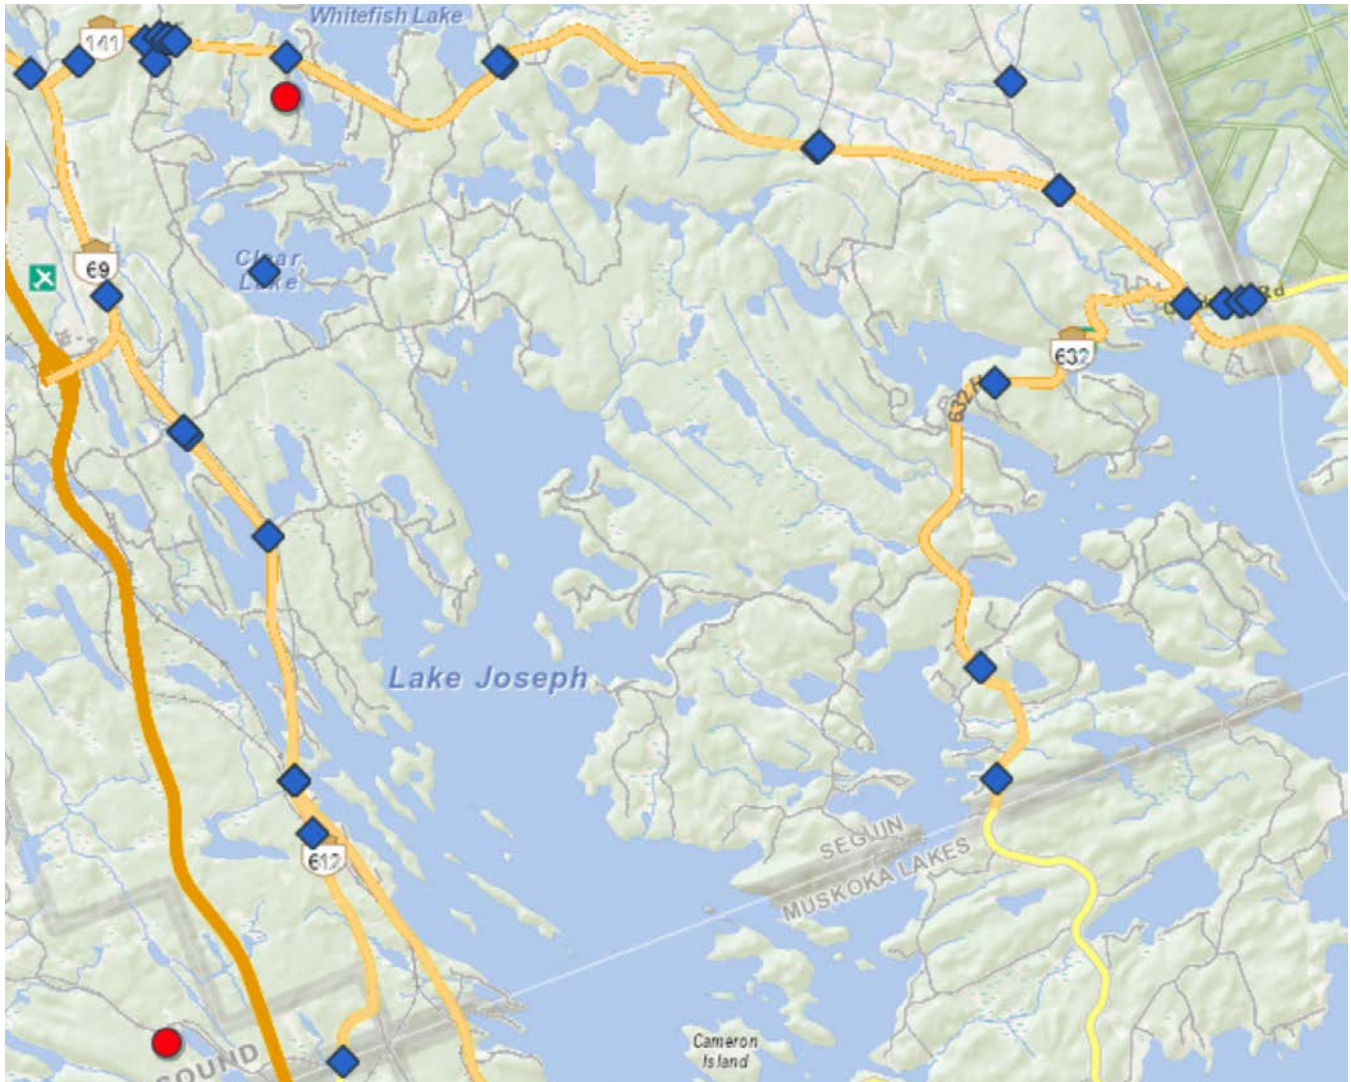 Whitefish Lake
141
Clear
Lake
69
Rd
632
632 H
Lake Joseph
SEGUIN
MUSKOKA LAKES
612
Cameron
Island
SOUND